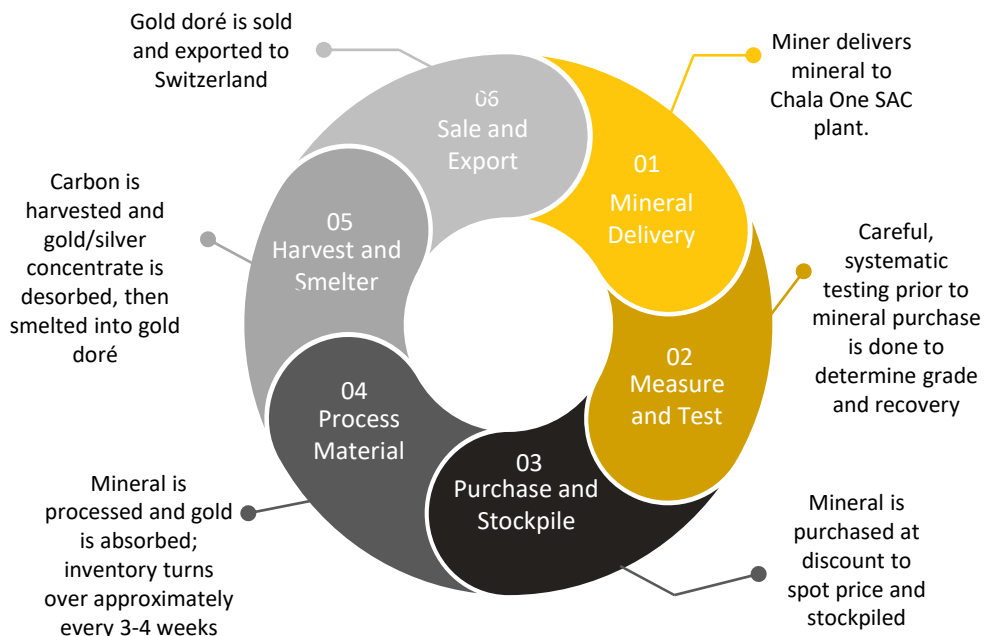 Gold doré is sold
and exported to
Switzerland
06
Sale and
Export
Miner delivers
mineral to
Chala One SAC
plant.
01
Mineral
Delivery
Careful,
systematic
testing prior to
mineral purchase
is done to
determine grade
and recovery
02
Measure
and Test
03
Purchase and
Stockpile
Mineral is
purchased at
discount to
spot price and
stockpiled
04
Process
Material
Mineral is
processed and gold
is absorbed;
inventory turns
over approximately
every 3-4 weeks
05
Harvest and
Smelter
Carbon is
harvested and
gold/silver
concentrate is
desorbed, then
smelted into gold
doré